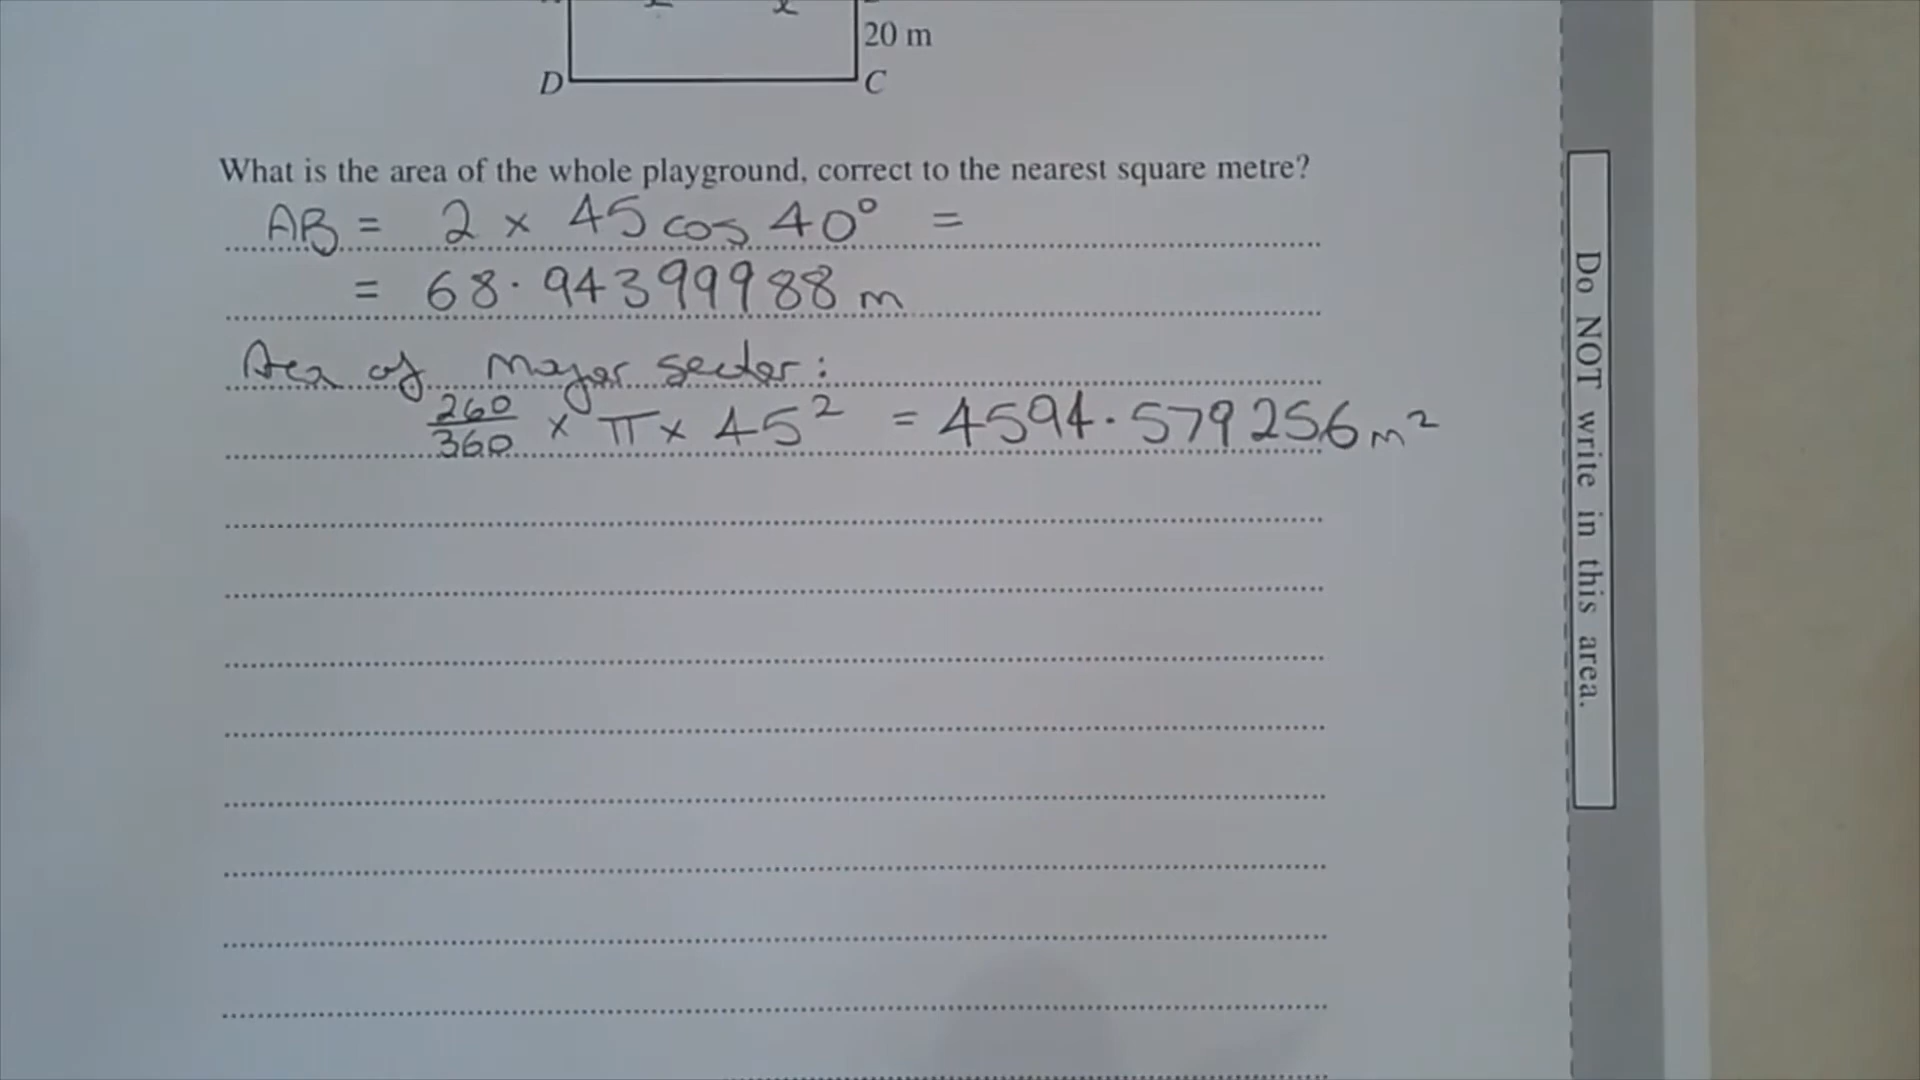 20 m
D C
What is the area of the whole playground, correct to the nearest square metre?
AB = 2 × 45 cos 40° =
= 68.94399988 m
Area of major sector:
260/360 × π × 45² = 4594.579256 m²
Do NOT write in this area.